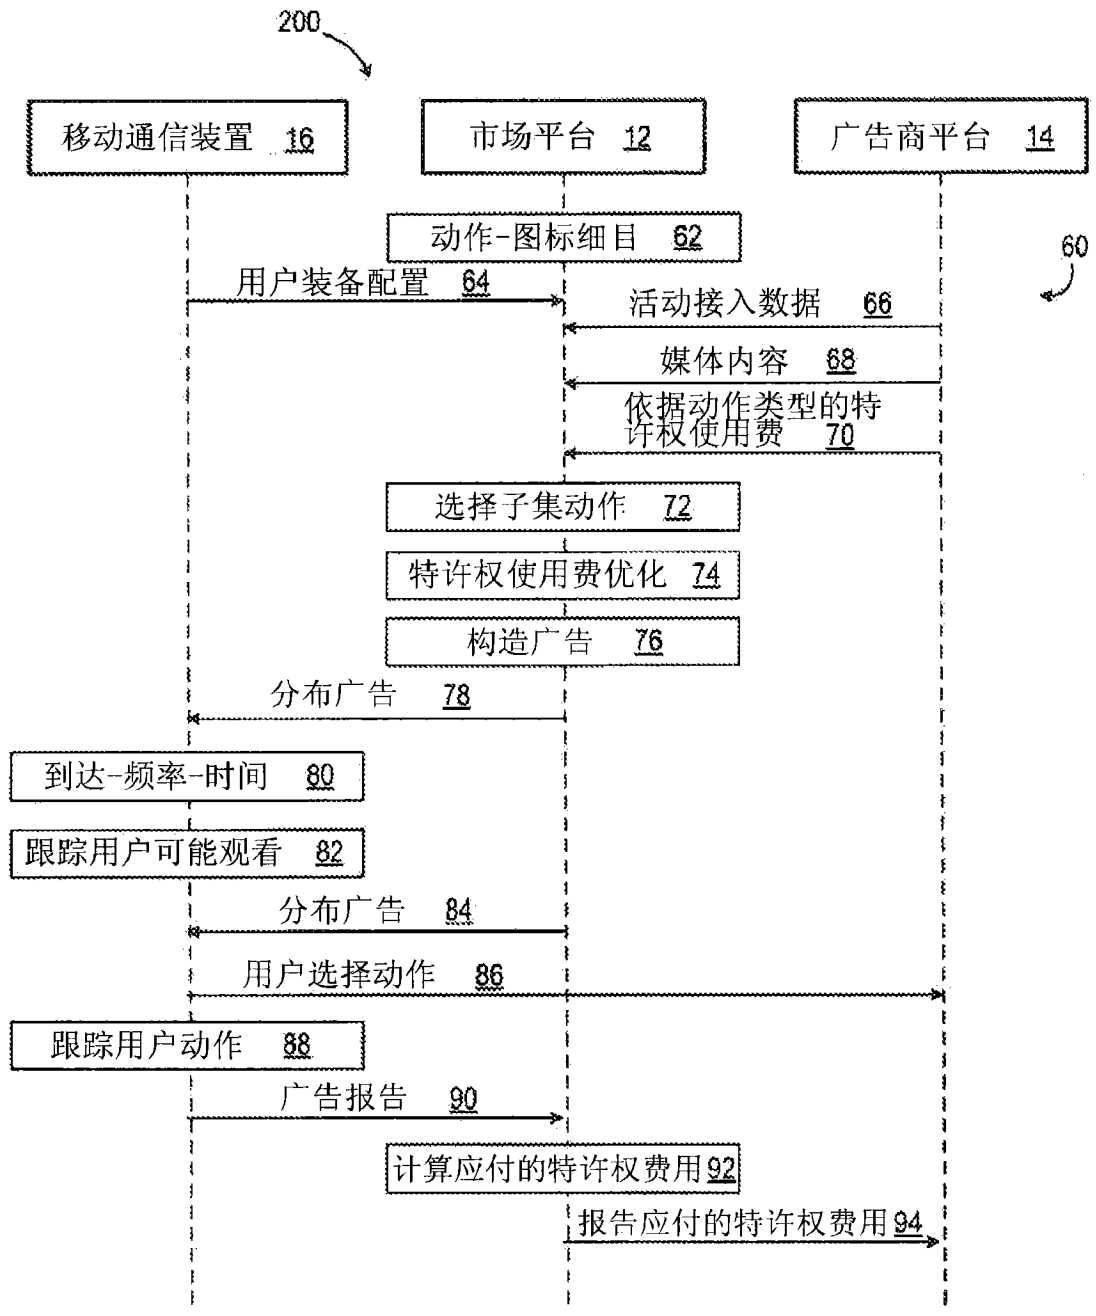 200
移动通信装置 16
市场平台 12
广告商平台 14
动作-图标细目 62
60
用户装备配置 64
活动接入数据 66
媒体内容 68
依据动作类型的特
许权使用费 70
选择子集动作 72
特许权使用费优化 74
构造广告 76
分布广告 78
到达-频率-时间 80
跟踪用户可能观看 82
分布广告 84
用户选择动作 86
跟踪用户动作 88
广告报告 90
计算应付的特许权费用92
报告应付的特许权费用94